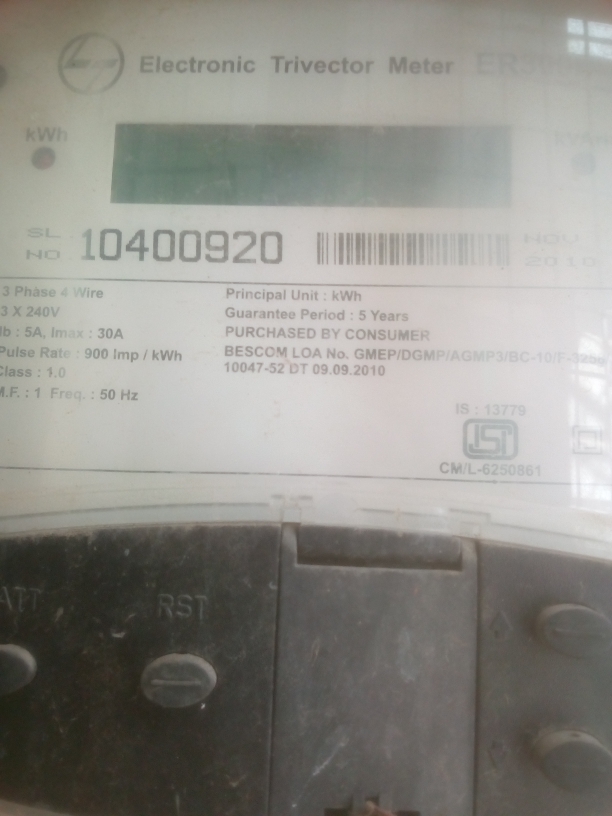 Electronic Trivector Meter
kWh
SL NO 10400920
NOV 2010
3 Phase 4 Wire
3 X 240V
Ib : 5A, Imax : 30A
Pulse Rate : 900 Imp / kWh
Class : 1.0
M.F. : 1 Freq. : 50 Hz
Principal Unit : kWh
Guarantee Period : 5 Years
PURCHASED BY CONSUMER
BESCOM LOA No. GMEP/DGMP/AGMP3/BC-10/F-
10047-52 DT 09.09.2010
IS : 13779
ISI
CM/L-6250861
BATT
RST